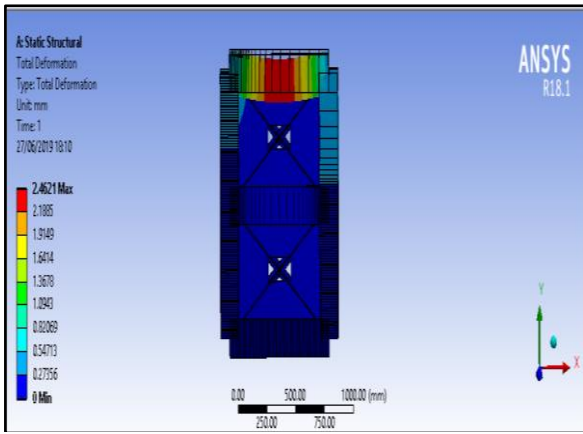 A: Static Structural
Total Deformation
Type: Total Deformation
Unit: mm
Time: 1
27/06/2019 18:10
ANSYS
R18.1
2.4621 Max
2.1885
1.9149
1.6414
1.3678
1.0943
0.82069
0.54713
0.27356
0 Min
Y
X
0.00 500.00 1000.00 (mm)
250.00 750.00